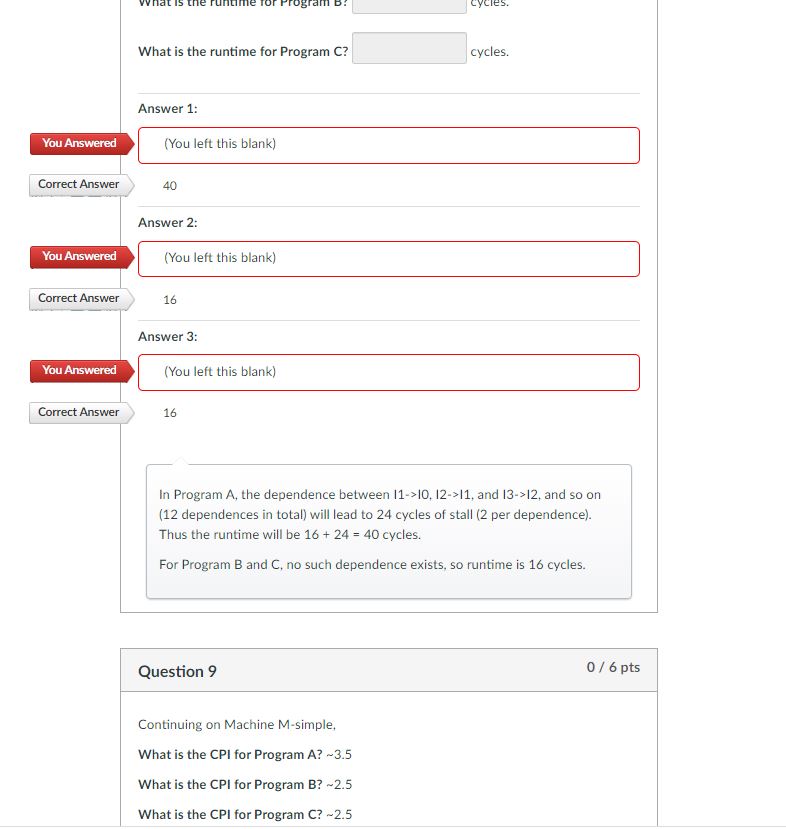 What is the runtime for Program B? cycles.
What is the runtime for Program C? cycles.
Answer 1:
You Answered (You left this blank)
Correct Answer 40
Answer 2:
You Answered (You left this blank)
Correct Answer 16
Answer 3:
You Answered (You left this blank)
Correct Answer 16
In Program A, the dependence between I1->I0, I2->I1, and I3->I2, and so on
(12 dependences in total) will lead to 24 cycles of stall (2 per dependence).
Thus the runtime will be 16 + 24 = 40 cycles.
For Program B and C, no such dependence exists, so runtime is 16 cycles.
Question 9 0 / 6 pts
Continuing on Machine M-simple,
What is the CPI for Program A? ~3.5
What is the CPI for Program B? ~2.5
What is the CPI for Program C? ~2.5